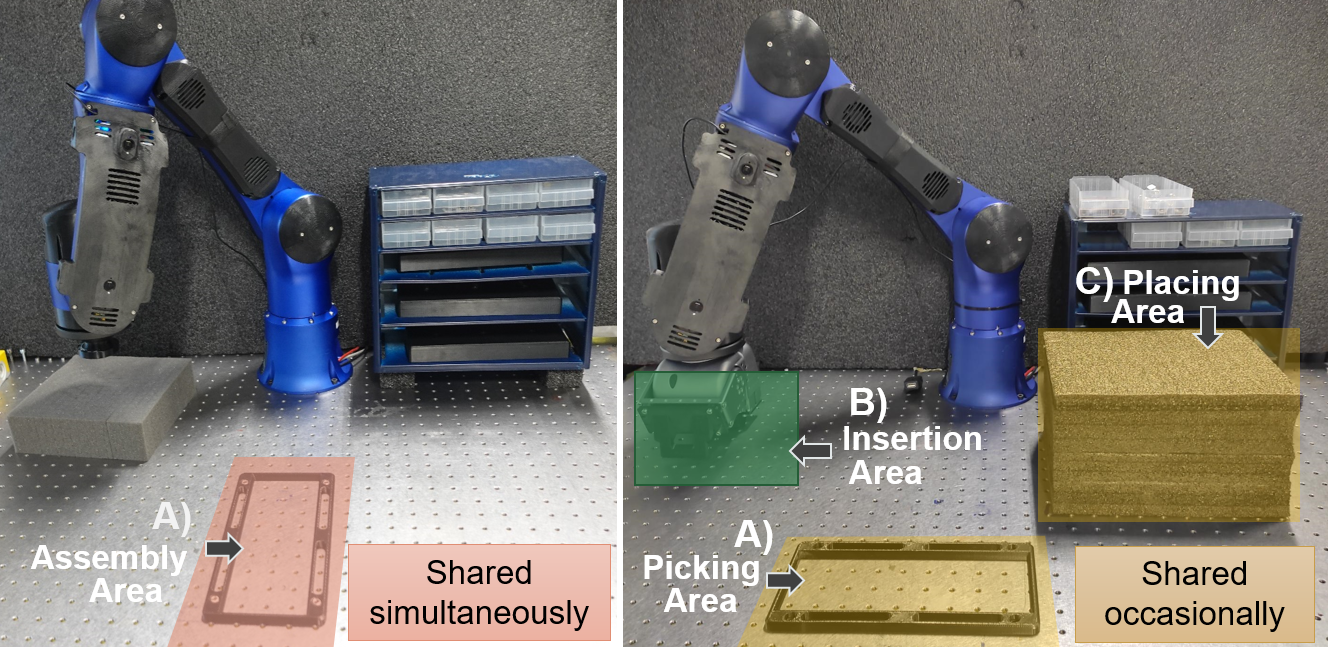 A)
Assembly
Area
Shared
simultaneously
C) Placing
Area
B)
Insertion
Area
A)
Picking
Area
Shared
occasionally